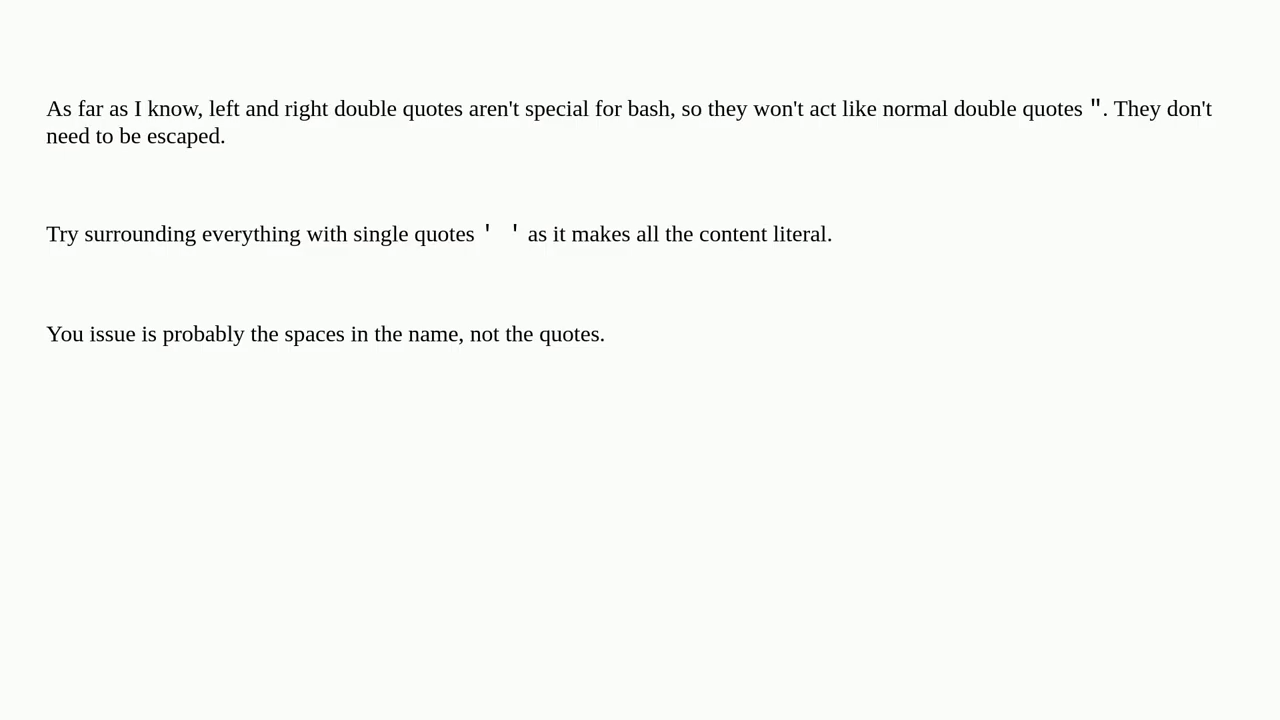 As far as I know, left and right double quotes aren't special for bash, so they won't act like normal double quotes ". They don't
need to be escaped.
Try surrounding everything with single quotes ' ' as it makes all the content literal.
You issue is probably the spaces in the name, not the quotes.